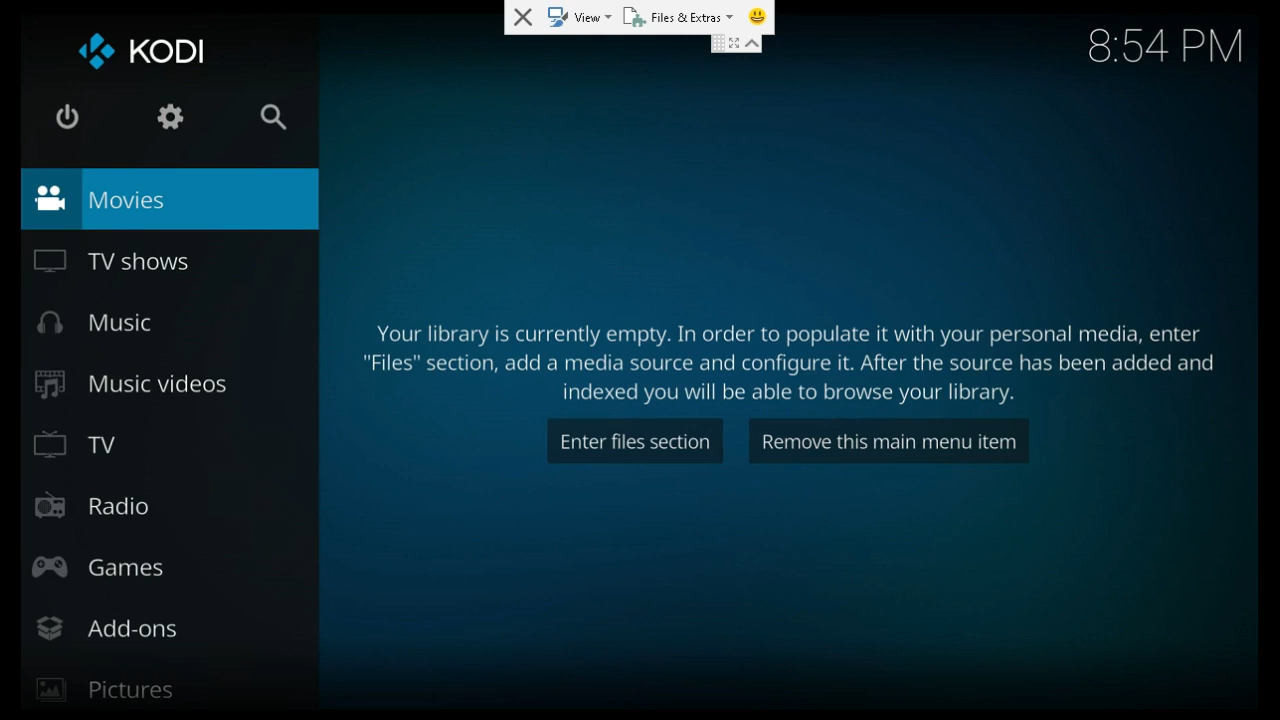 View
Files & Extras
KODI
8:54 PM
Movies
TV shows
Music
Music videos
TV
Radio
Games
Add-ons
Pictures
Your library is currently empty. In order to populate it with your personal media, enter
"Files" section, add a media source and configure it. After the source has been added and
indexed you will be able to browse your library.
Enter files section
Remove this main menu item